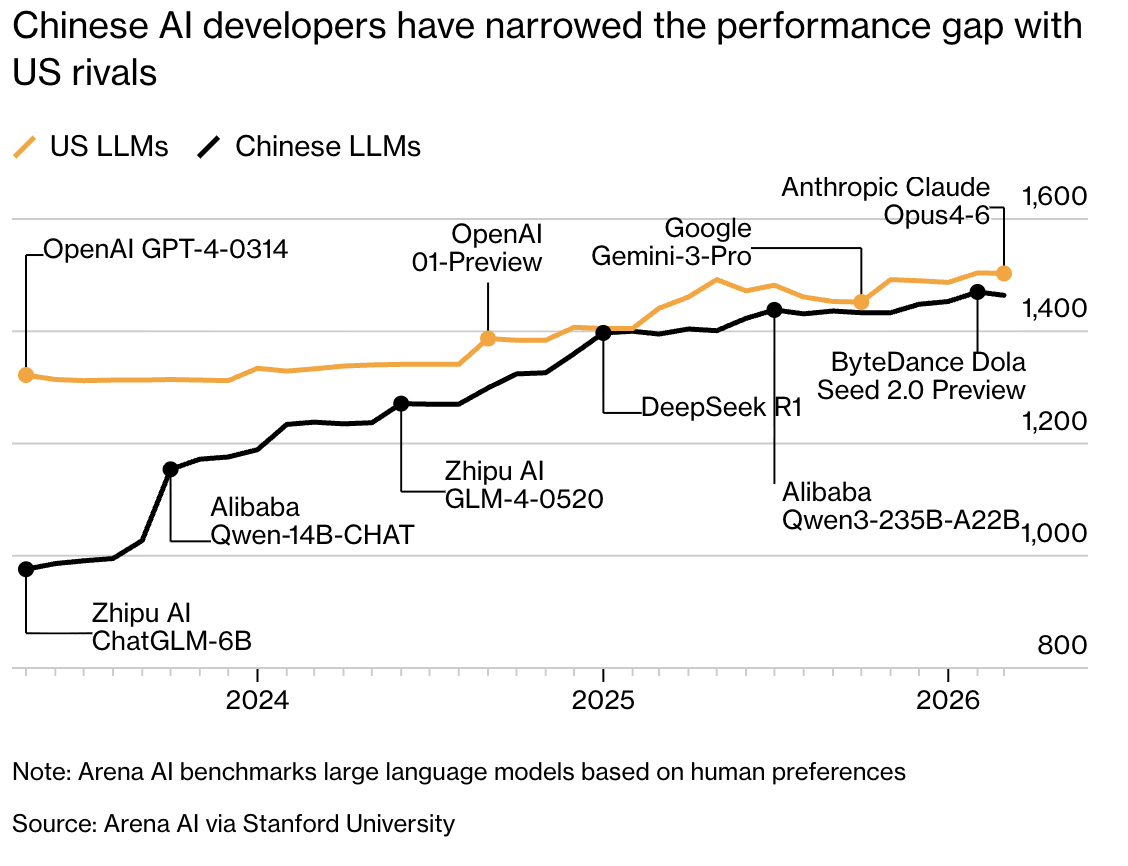 Chinese AI developers have narrowed the performance gap with
US rivals
US LLMs
Chinese LLMs
Anthropic Claude
Opus4-6
1,600
Google
Gemini-3-Pro
OpenAI
01-Preview
OpenAI GPT-4-0314
1,400
ByteDance Dola
Seed 2.0 Preview
DeepSeek R1
1,200
Zhipu AI
GLM-4-0520
Alibaba
Qwen3-235B-A22B
Alibaba
Qwen-14B-CHAT
1,000
Zhipu AI
ChatGLM-6B
800
2024
2025
2026
Note: Arena AI benchmarks large language models based on human preferences
Source: Arena AI via Stanford University